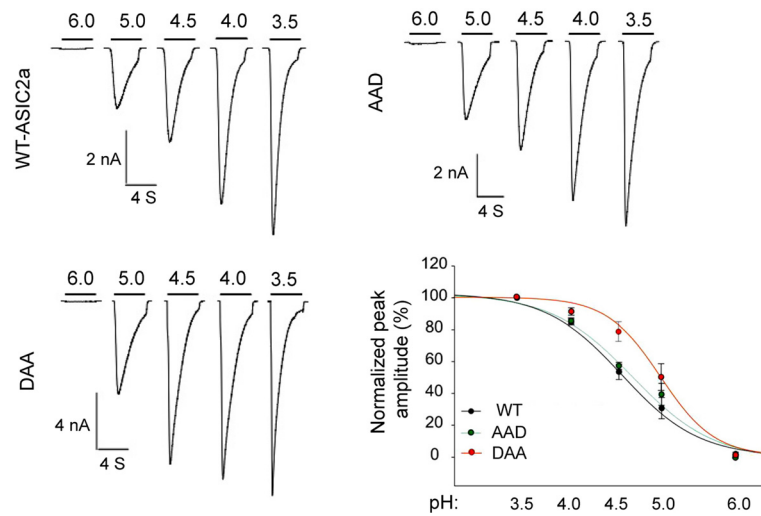 6.0 5.0 4.5 4.0 3.5
WT-ASIC2a
2 nA
4 S
6.0 5.0 4.5 4.0 3.5
AAD
2 nA
4 S
6.0 5.0 4.5 4.0 3.5
DAA
4 nA
4 S
Normalized peak
amplitude (%)
120
100
80
60
40
20
0
WT
AAD
DAA
pH: 3.5 4.0 4.5 5.0 6.0